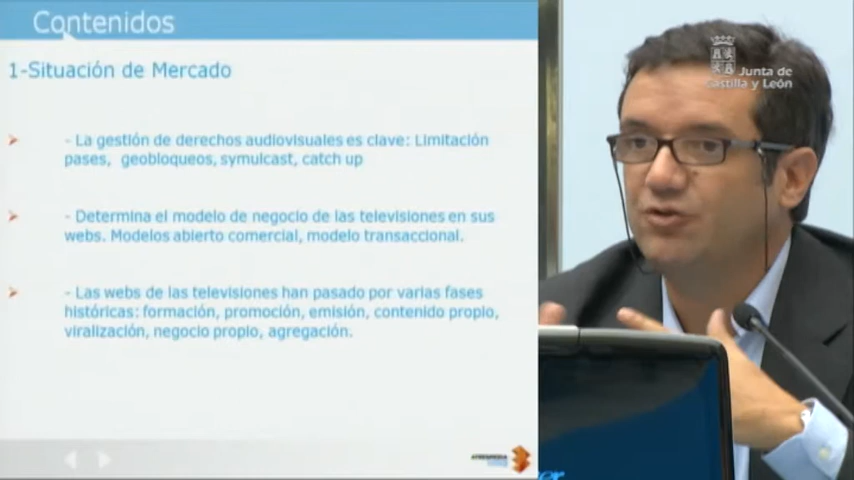 Contenidos
1-Situación de Mercado
- La gestión de derechos audiovisuales es clave: Limitación
pases, geobloqueos, symulcast, catch up
- Determina el modelo de negocio de las televisiones en sus
webs. Modelos abierto comercial, modelo transaccional.
- Las webs de las televisiones han pasado por varias fases
históricas: formación, promoción, emisión, contenido propio,
viralización, negocio propio, agregación.
Junta de
Castilla y León